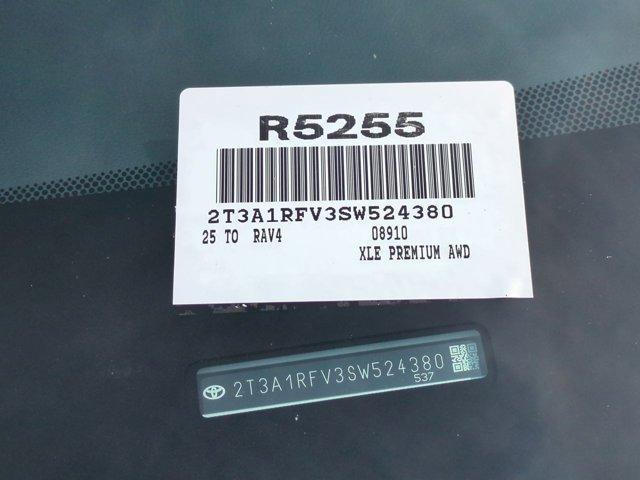 R5255
2T3A1RFV3SW524380
25 TO RAV4 08910
XLE PREMIUM AWD
2T3A1RFV3SW524380
537